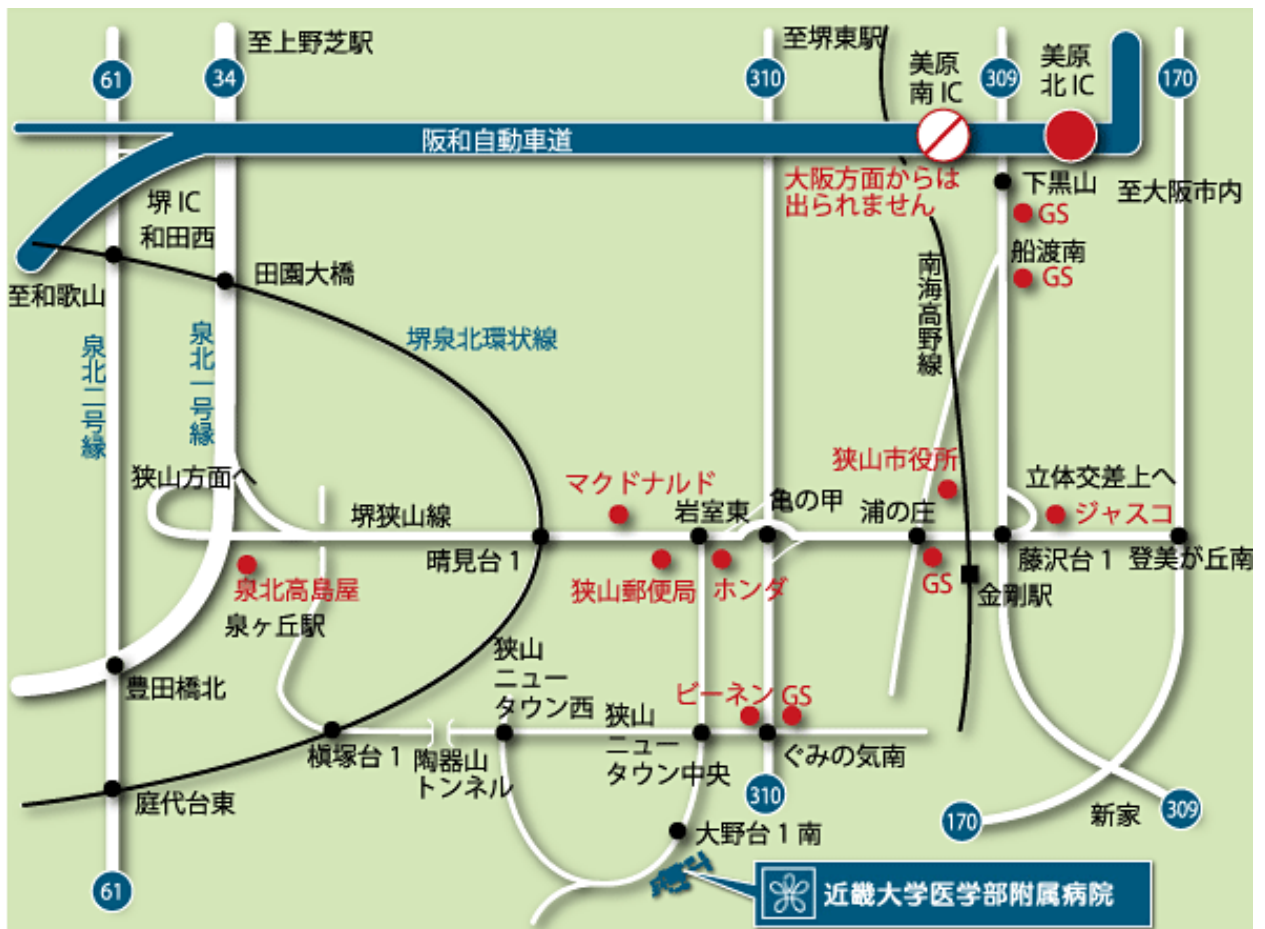 至上野芝駅
至堺東駅
美原
南IC
美原
北IC
61
34
310
309
170
阪和自動車道
大阪方面からは
出られません
下黒山
至大阪市内
GS
堺IC
和田西
船渡南
GS
田園大橋
至和歌山
南海高野線
泉北二号縁
泉北一号縁
堺泉北環状線
狭山方面へ
マクドナルド
狭山市役所
立体交差上へ
堺狭山線
岩室東
亀の甲
浦の庄
ジャスコ
晴見台1
藤沢台1
登美が丘南
泉北高島屋
狭山郵便局
ホンダ
GS
金剛駅
泉ヶ丘駅
豊田橋北
狭山
ニュー
タウン西
ビーネン
GS
狭山
ニュー
タウン中央
槇塚台1
陶器山
トンネル
ぐみの気南
庭代台東
310
大野台1南
170
新家
309
61
近畿大学医学部附属病院